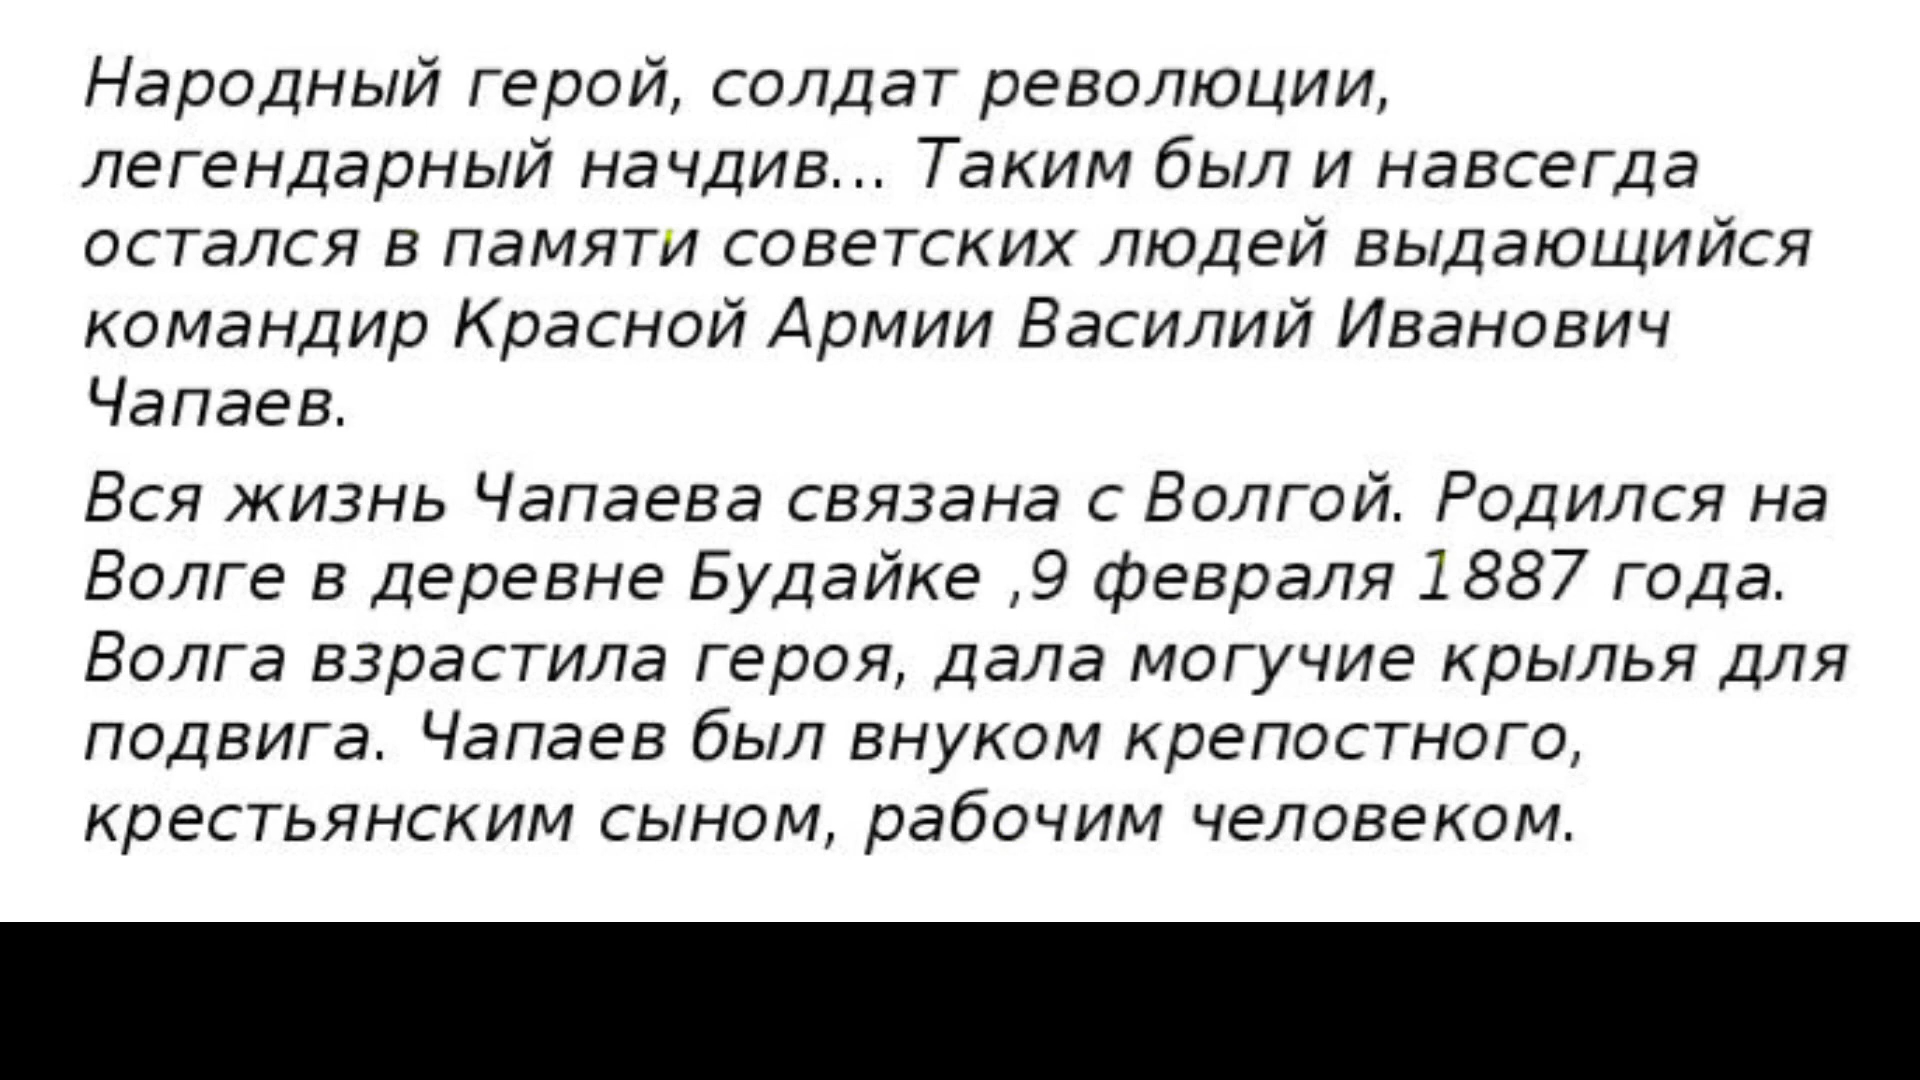 Народный герой, солдат революции,
легендарный начдив... Таким был и навсегда
остался в памяти советских людей выдающийся
командир Красной Армии Василий Иванович
Чапаев.
Вся жизнь Чапаева связана с Волгой. Родился на
Волге в деревне Будайке ,9 февраля 1887 года.
Волга взрастила героя, дала могучие крылья для
подвига. Чапаев был внуком крепостного,
крестьянским сыном, рабочим человеком.